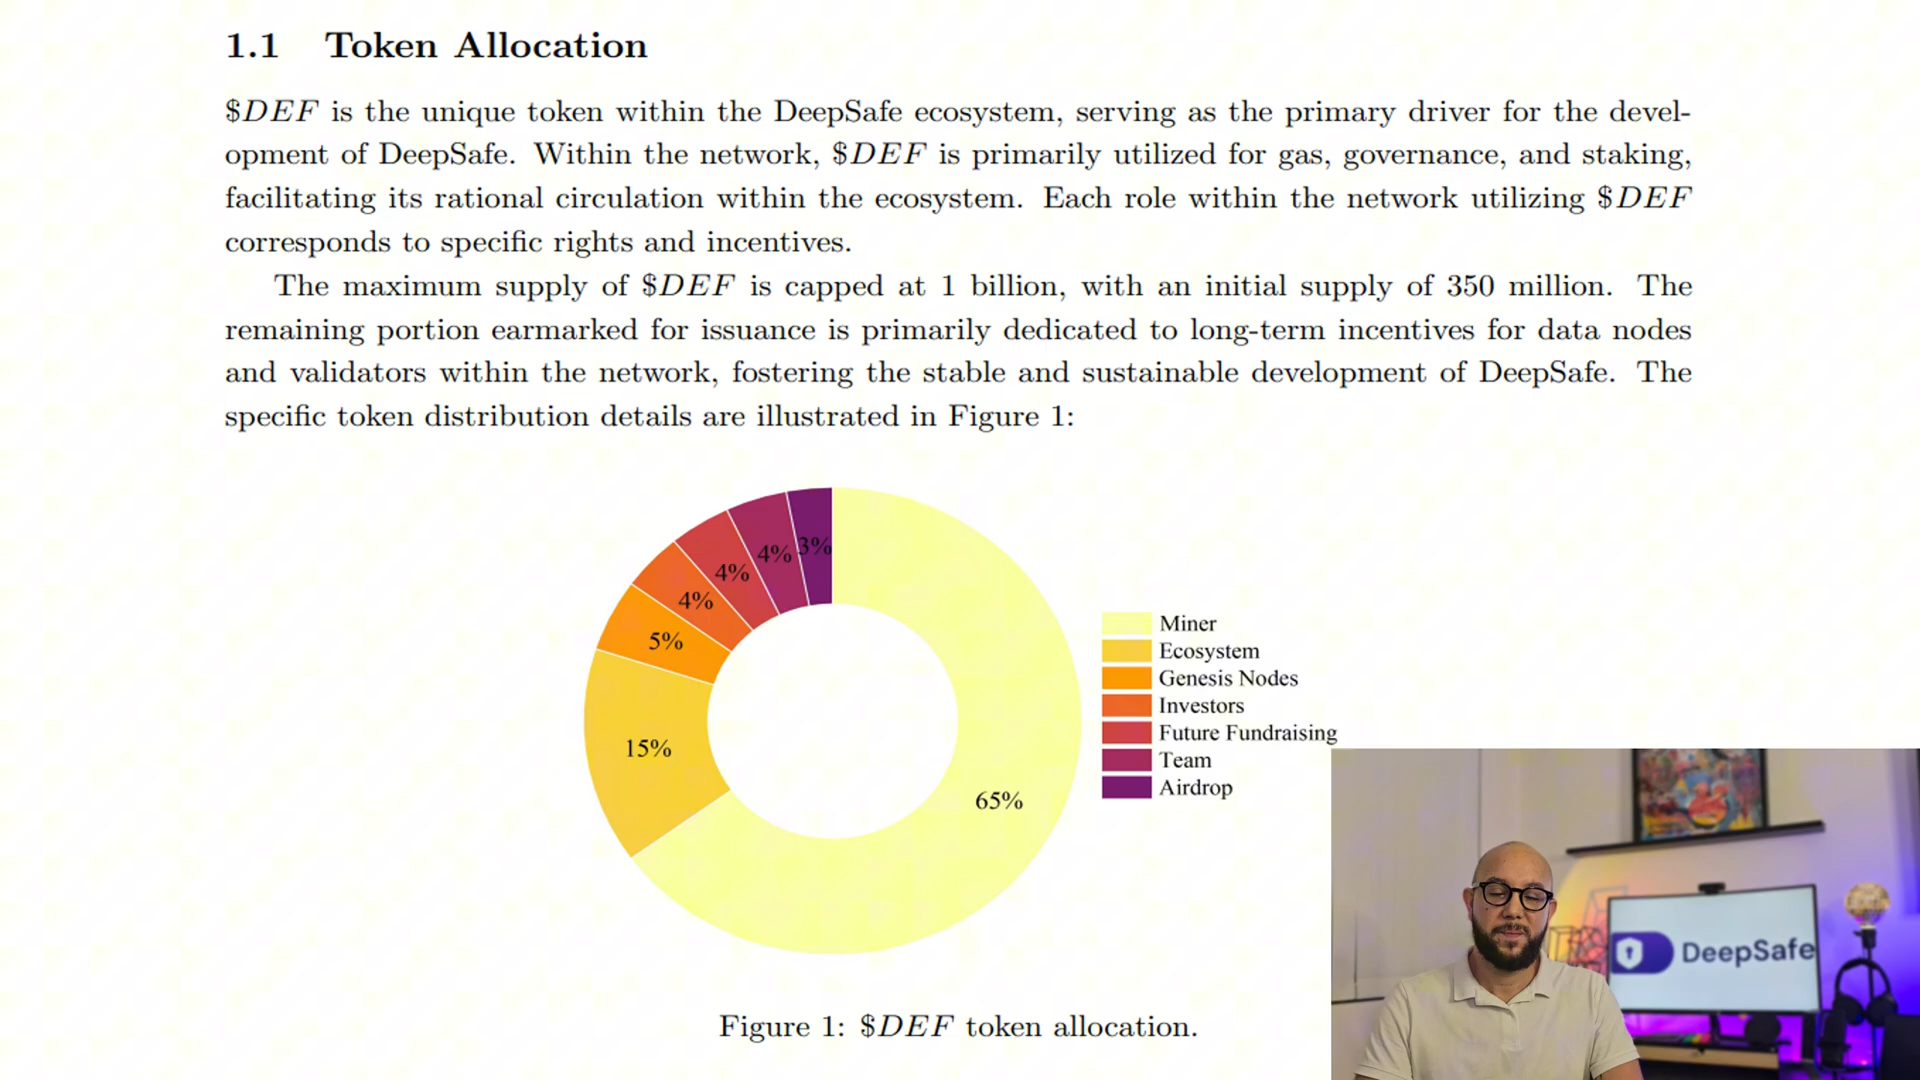 1.1 Token Allocation
$DEF is the unique token within the DeepSafe ecosystem, serving as the primary driver for the devel-
opment of DeepSafe. Within the network, $DEF is primarily utilized for gas, governance, and staking,
facilitating its rational circulation within the ecosystem. Each role within the network utilizing $DEF
corresponds to specific rights and incentives.
The maximum supply of $DEF is capped at 1 billion, with an initial supply of 350 million. The
remaining portion earmarked for issuance is primarily dedicated to long-term incentives for data nodes
and validators within the network, fostering the stable and sustainable development of DeepSafe. The
specific token distribution details are illustrated in Figure 1:
3%
4%
4%
4%
5%
15%
65%
Miner
Ecosystem
Genesis Nodes
Investors
Future Fundraising
Team
Airdrop
DeepSafe
Figure 1: $DEF token allocation.